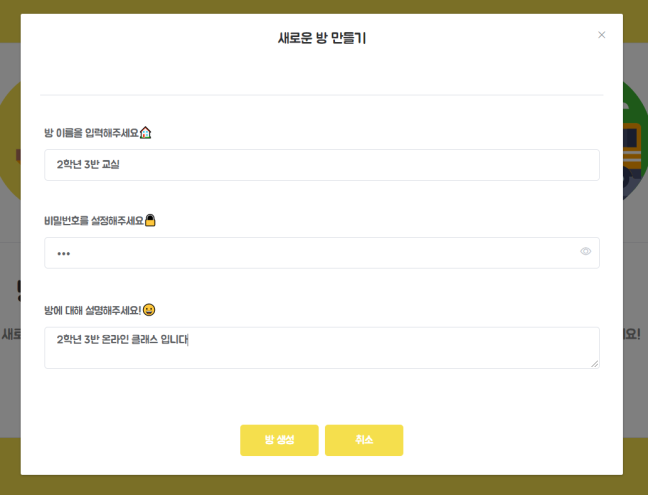 새로운 방 만들기
방 이름을 입력해주세요
2학년 3반 교실
비밀번호를 설정해주세요
•••
방에 대해 설명해주세요!
2학년 3반 온라인 클래스 입니다
요!
방 생성
취소